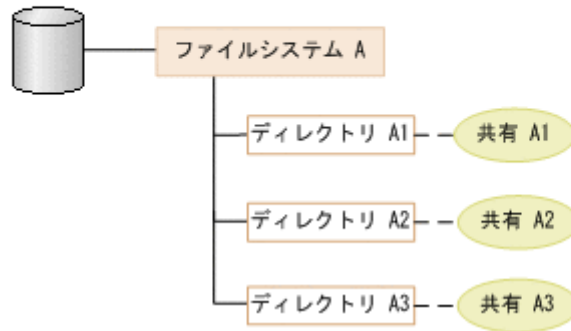 ファイルシステム A
ディレクトリ A1
共有 A1
ディレクトリ A2
共有 A2
ディレクトリ A3
共有 A3